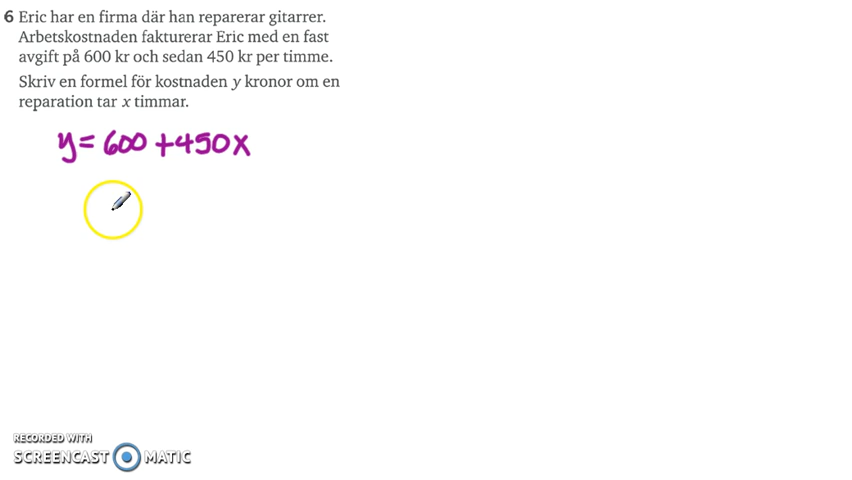 6 Eric har en firma där han reparerar gitarrer.
Arbetskostnaden fakturerar Eric med en fast
avgift på 600 kr och sedan 450 kr per timme.
Skriv en formel för kostnaden y kronor om en
reparation tar x timmar.
y = 600 + 450x
RECORDED WITH
SCREENCAST MATIC